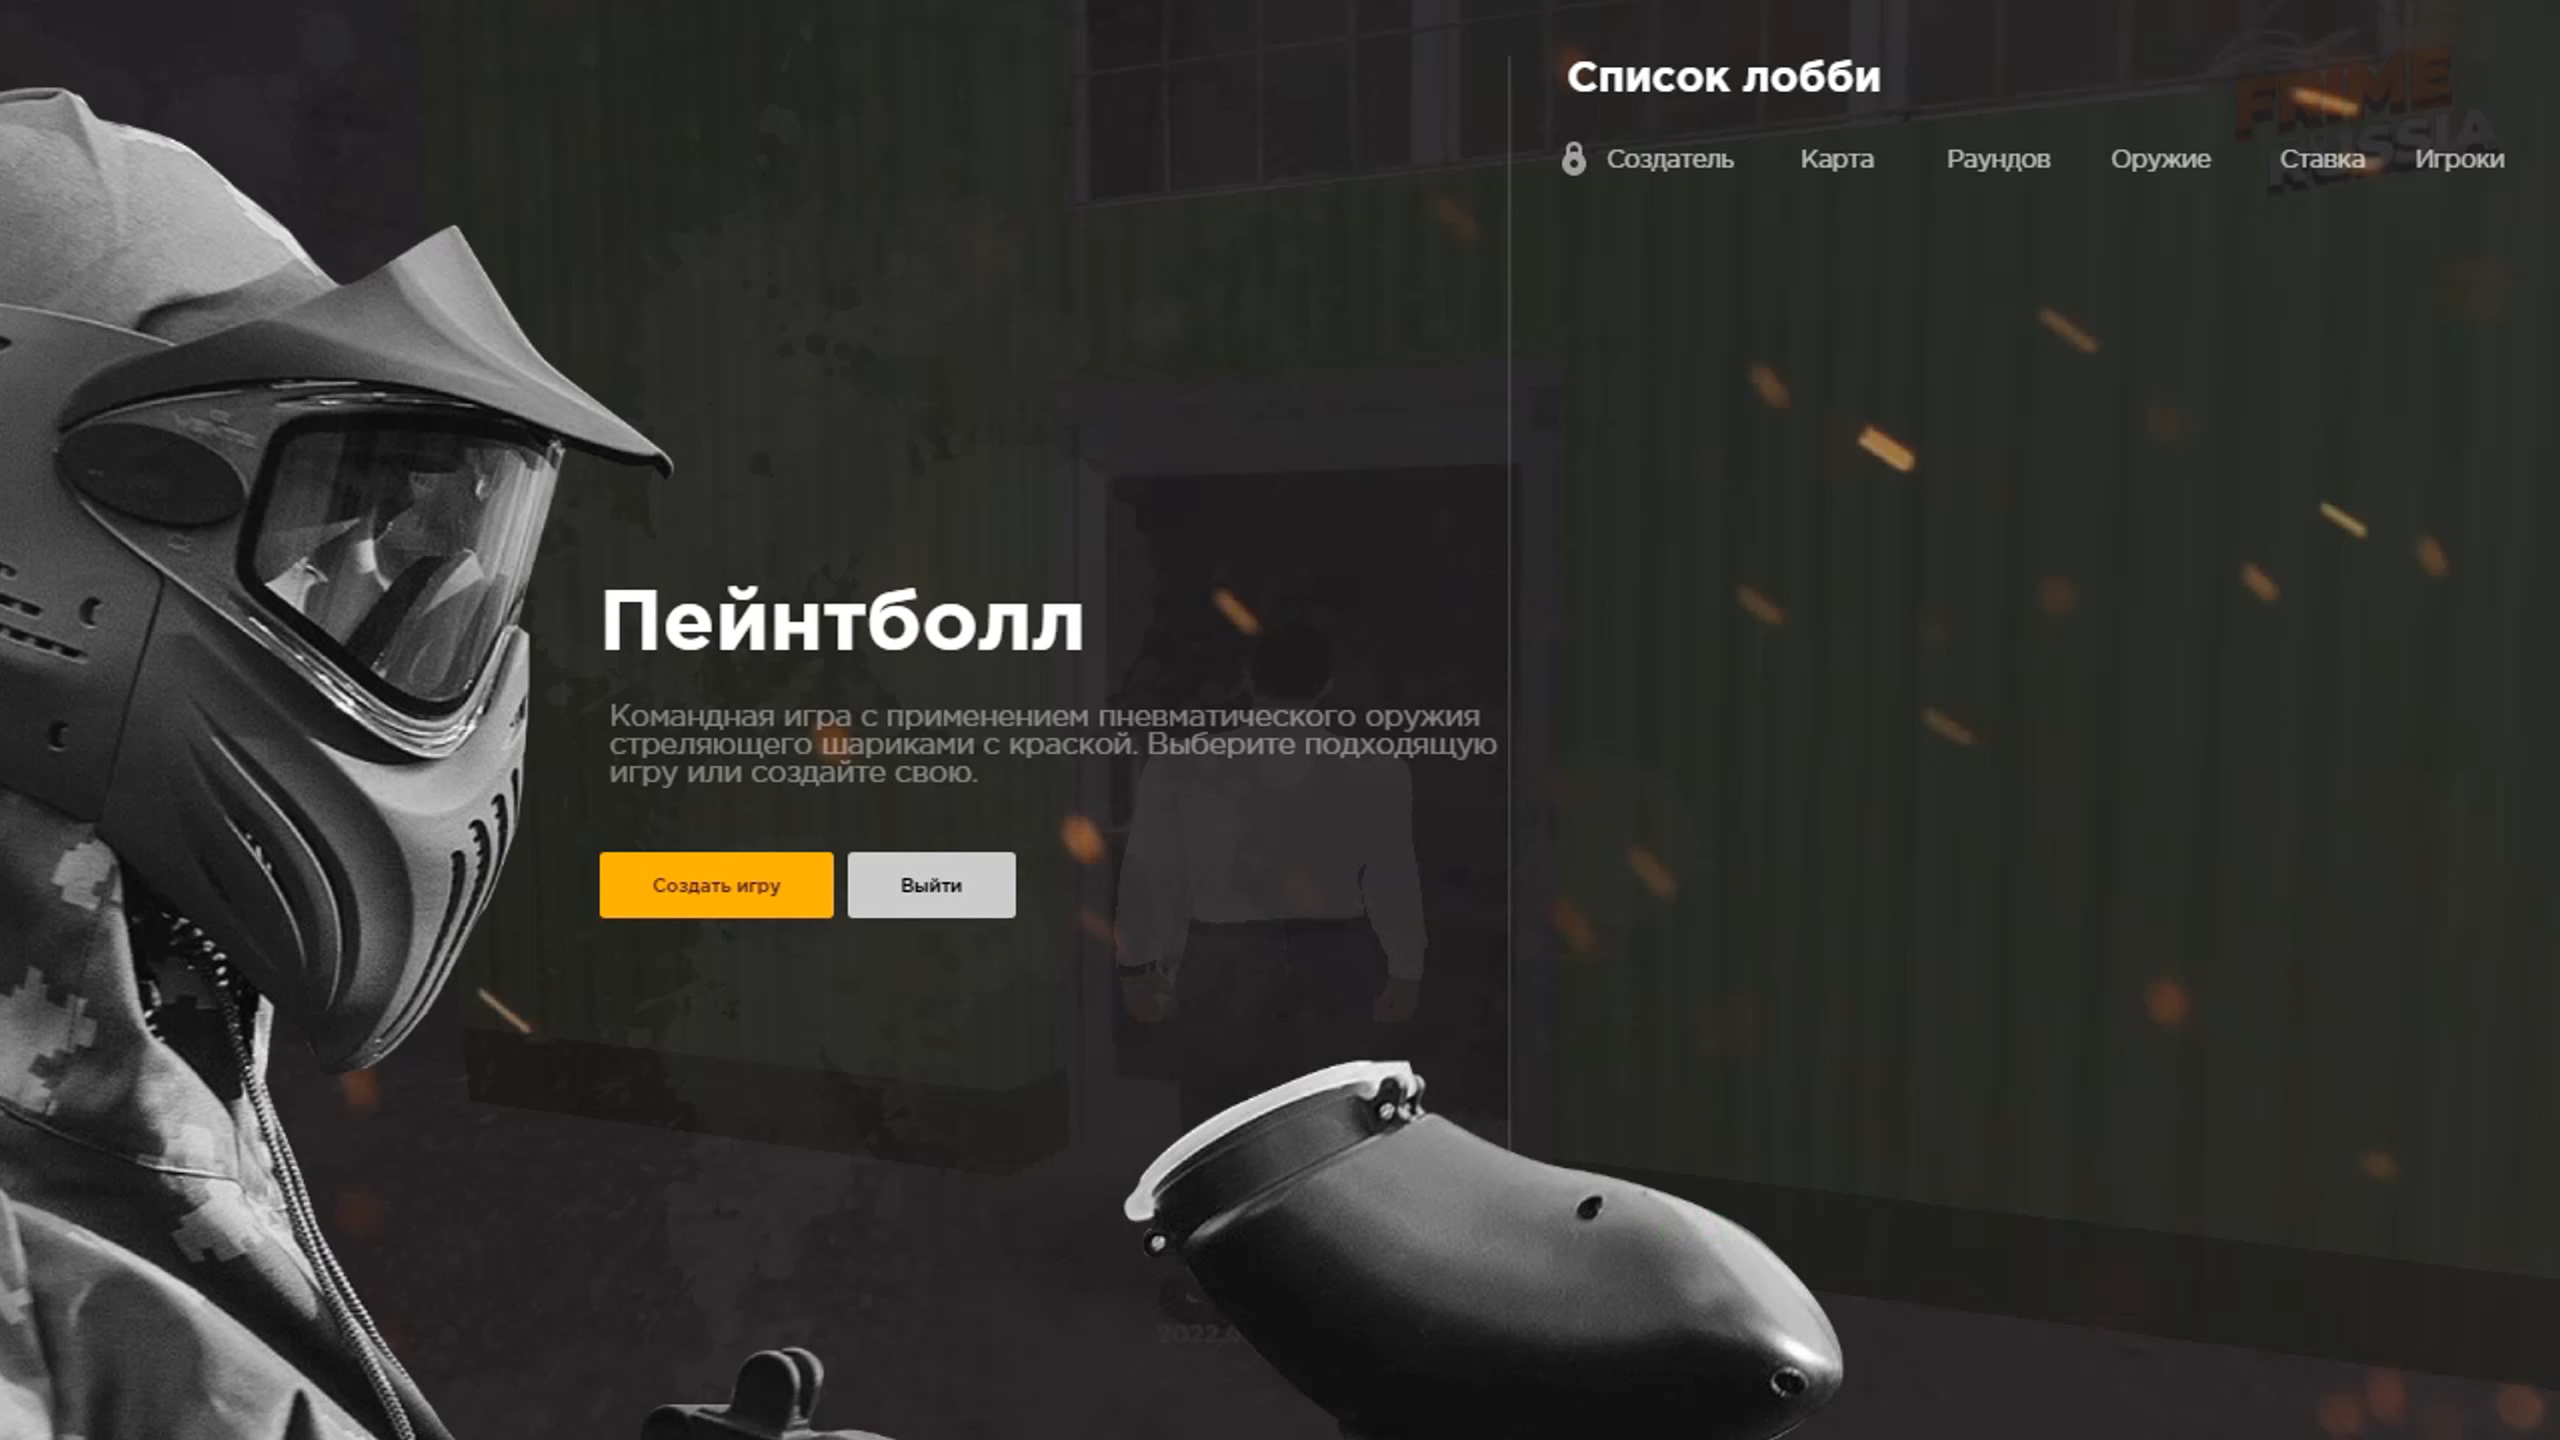 Список лобби
Создатель Карта Раундов Оружие Ставка Игроки
Пейнтболл
Командная игра с применением пневматического оружия
стреляющего шариками с краской. Выберите подходящую
игру или создайте свою.
Создать игру
Выйти
RUSSIA